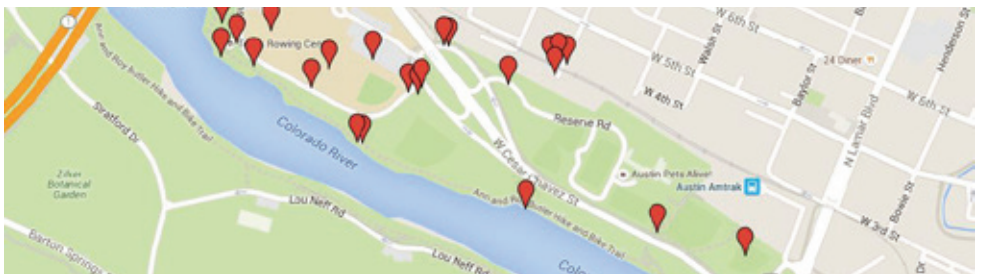 1
W 6th St
Henderson St
Walsh St
Rowing Cen
24 Diner
W 5th St
Ann and Roy Butler Hike and Bike Trail
Baylor St
W 6th St
W 4th St
Stratford Dr
Reserve Rd
N Lamar Blvd
Colorado River
W Cesar Chavez St
Zilker
Botanical
Garden
Austin Pets Alive!
Austin Amtrak
Bowie St
Lou Neff Rd
Ann and Roy Butler Hike and Bike Trail
W 3rd St
Barton Springs
Lou Neff Rd
Colo
Dr